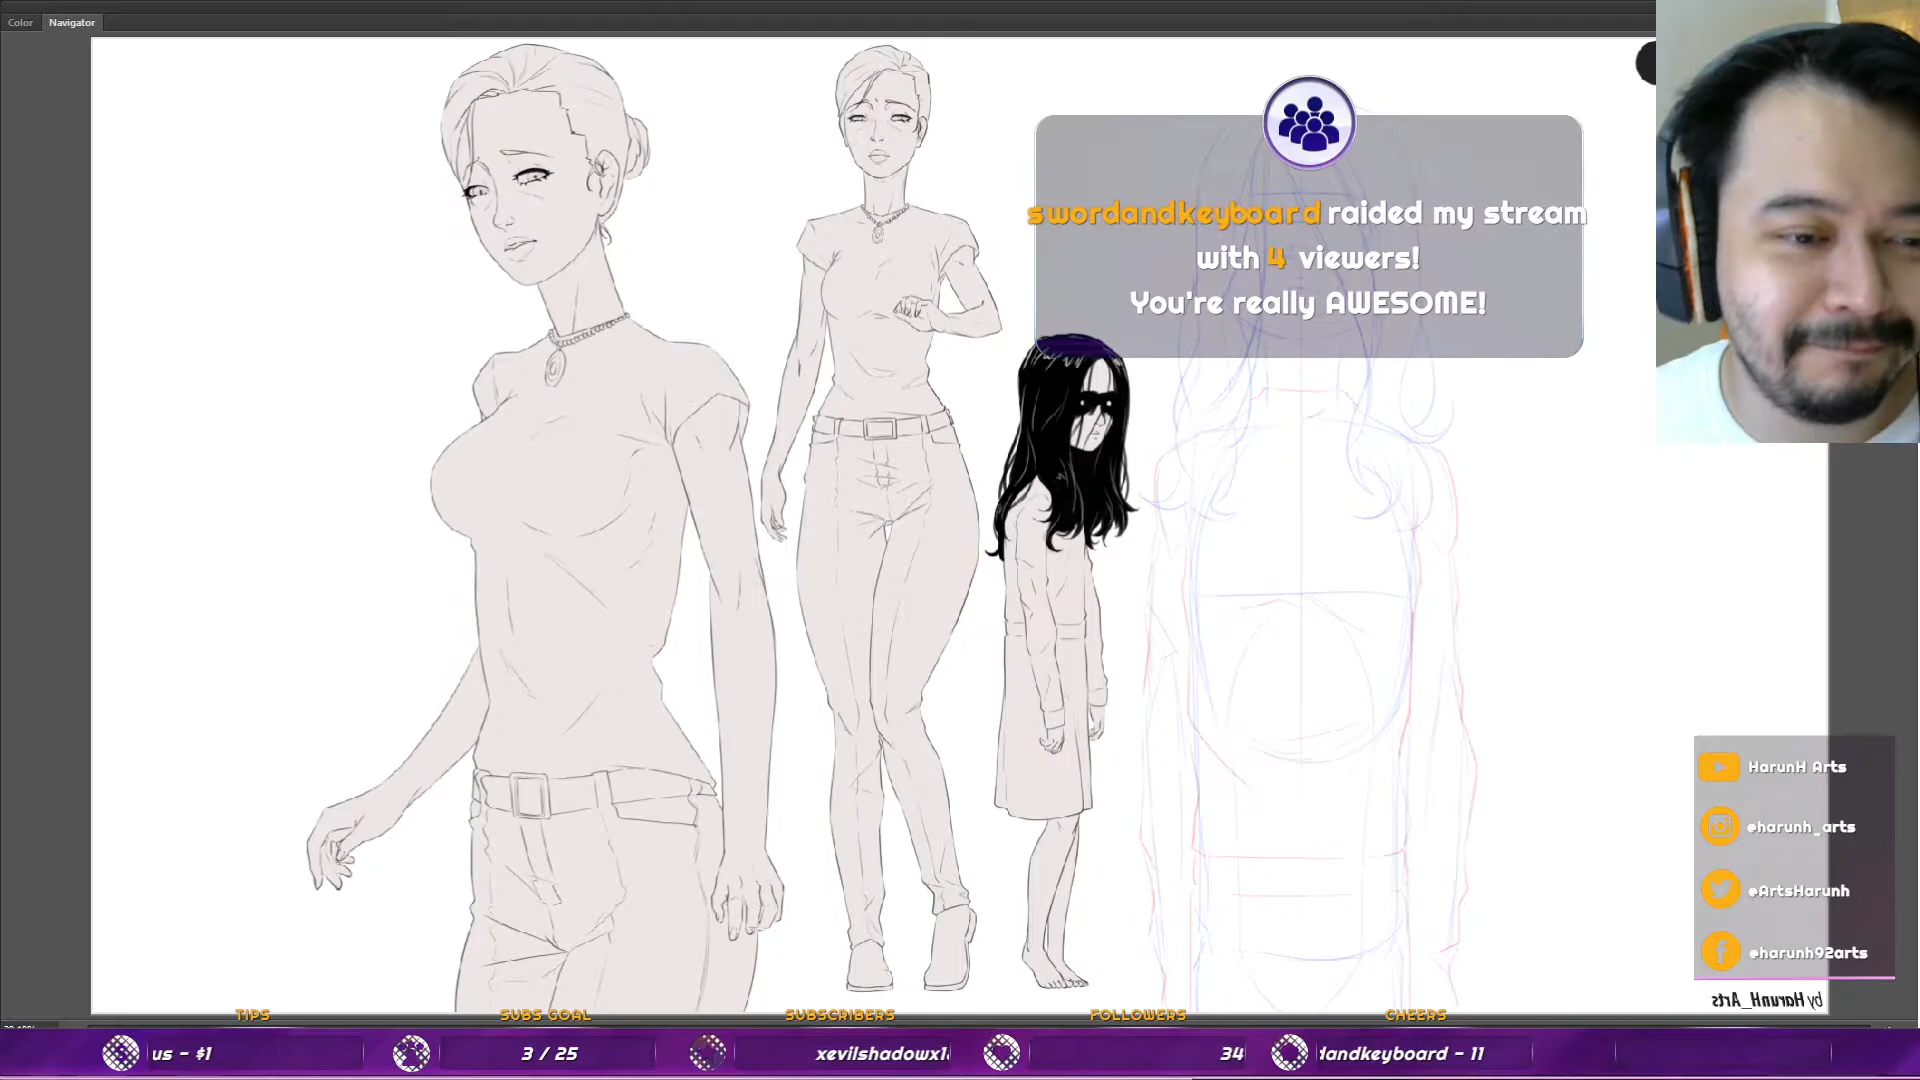 Color Navigator
swordandkeyboard raided my stream
with 4 viewers!
You're really AWESOME!
HarunH Arts
@harunh_arts
@ArtsHarunh
@harunh92arts
by HarunH_Arts
TIPS SUBS GOAL SUBSCRIBERS FOLLOWERS CHEERS
us - $1 3 / 25 xevilshadowx1 34 dandkeyboard - 11